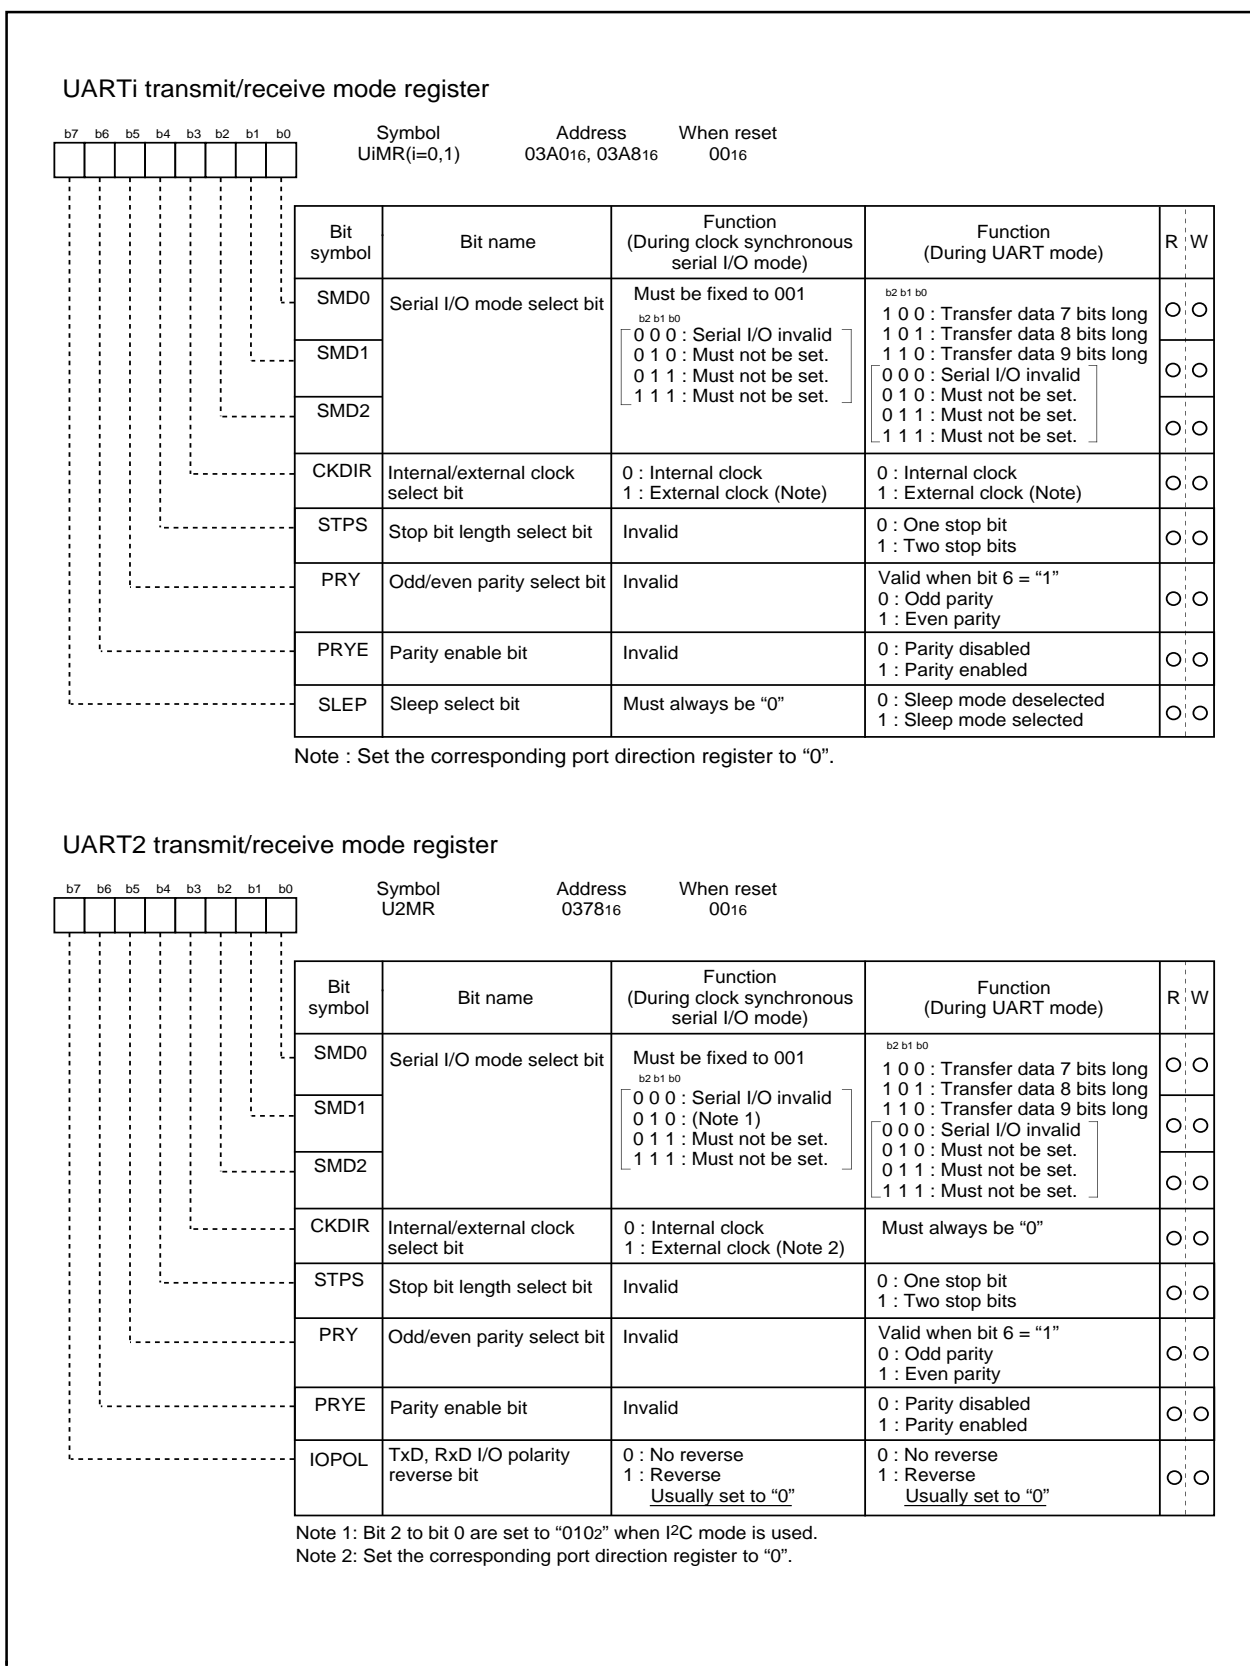 UARTi transmit/receive mode register
b7 b6 b5 b4 b3 b2 b1 b0
Symbol Address When reset
UiMR(i=0,1) 03A016, 03A816 0016
Bit symbol Bit name Function (During clock synchronous serial I/O mode) Function (During UART mode) R W
SMD0 Serial I/O mode select bit
SMD1
SMD2
Must be fixed to 001
b2 b1 b0
0 0 0 : Serial I/O invalid
0 1 0 : Must not be set.
0 1 1 : Must not be set.
1 1 1 : Must not be set.
b2 b1 b0
1 0 0 : Transfer data 7 bits long
1 0 1 : Transfer data 8 bits long
1 1 0 : Transfer data 9 bits long
0 0 0 : Serial I/O invalid
0 1 0 : Must not be set.
0 1 1 : Must not be set.
1 1 1 : Must not be set.
CKDIR Internal/external clock select bit
0 : Internal clock
1 : External clock (Note)
0 : Internal clock
1 : External clock (Note)
STPS Stop bit length select bit Invalid
0 : One stop bit
1 : Two stop bits
PRY Odd/even parity select bit Invalid
Valid when bit 6 = “1”
0 : Odd parity
1 : Even parity
PRYE Parity enable bit Invalid
0 : Parity disabled
1 : Parity enabled
SLEP Sleep select bit Must always be “0”
0 : Sleep mode deselected
1 : Sleep mode selected
Note : Set the corresponding port direction register to “0”.
UART2 transmit/receive mode register
b7 b6 b5 b4 b3 b2 b1 b0
Symbol Address When reset
U2MR 037816 0016
Bit symbol Bit name Function (During clock synchronous serial I/O mode) Function (During UART mode) R W
SMD0 Serial I/O mode select bit
SMD1
SMD2
Must be fixed to 001
b2 b1 b0
0 0 0 : Serial I/O invalid
0 1 0 : (Note 1)
0 1 1 : Must not be set.
1 1 1 : Must not be set.
b2 b1 b0
1 0 0 : Transfer data 7 bits long
1 0 1 : Transfer data 8 bits long
1 1 0 : Transfer data 9 bits long
0 0 0 : Serial I/O invalid
0 1 0 : Must not be set.
0 1 1 : Must not be set.
1 1 1 : Must not be set.
CKDIR Internal/external clock select bit
0 : Internal clock
1 : External clock (Note 2)
Must always be “0”
STPS Stop bit length select bit Invalid
0 : One stop bit
1 : Two stop bits
PRY Odd/even parity select bit Invalid
Valid when bit 6 = “1”
0 : Odd parity
1 : Even parity
PRYE Parity enable bit Invalid
0 : Parity disabled
1 : Parity enabled
IOPOL TxD, RxD I/O polarity reverse bit
0 : No reverse
1 : Reverse
Usually set to “0”
0 : No reverse
1 : Reverse
Usually set to “0”
Note 1: Bit 2 to bit 0 are set to “0102” when I2C mode is used.
Note 2: Set the corresponding port direction register to “0”.